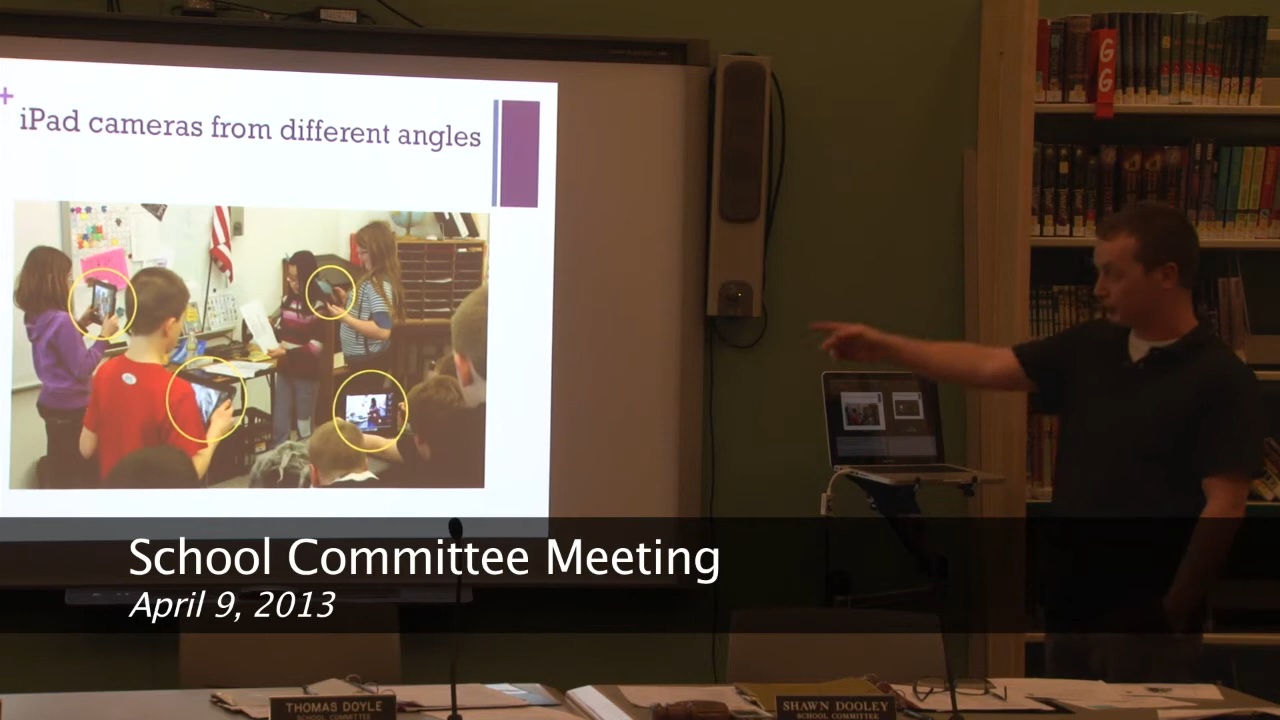 +
iPad cameras from different angles
G
G
School Committee Meeting
April 9, 2013
THOMAS DOYLE
SCHOOL COMMITTEE
SHAWN DOOLEY
SCHOOL COMMITTEE